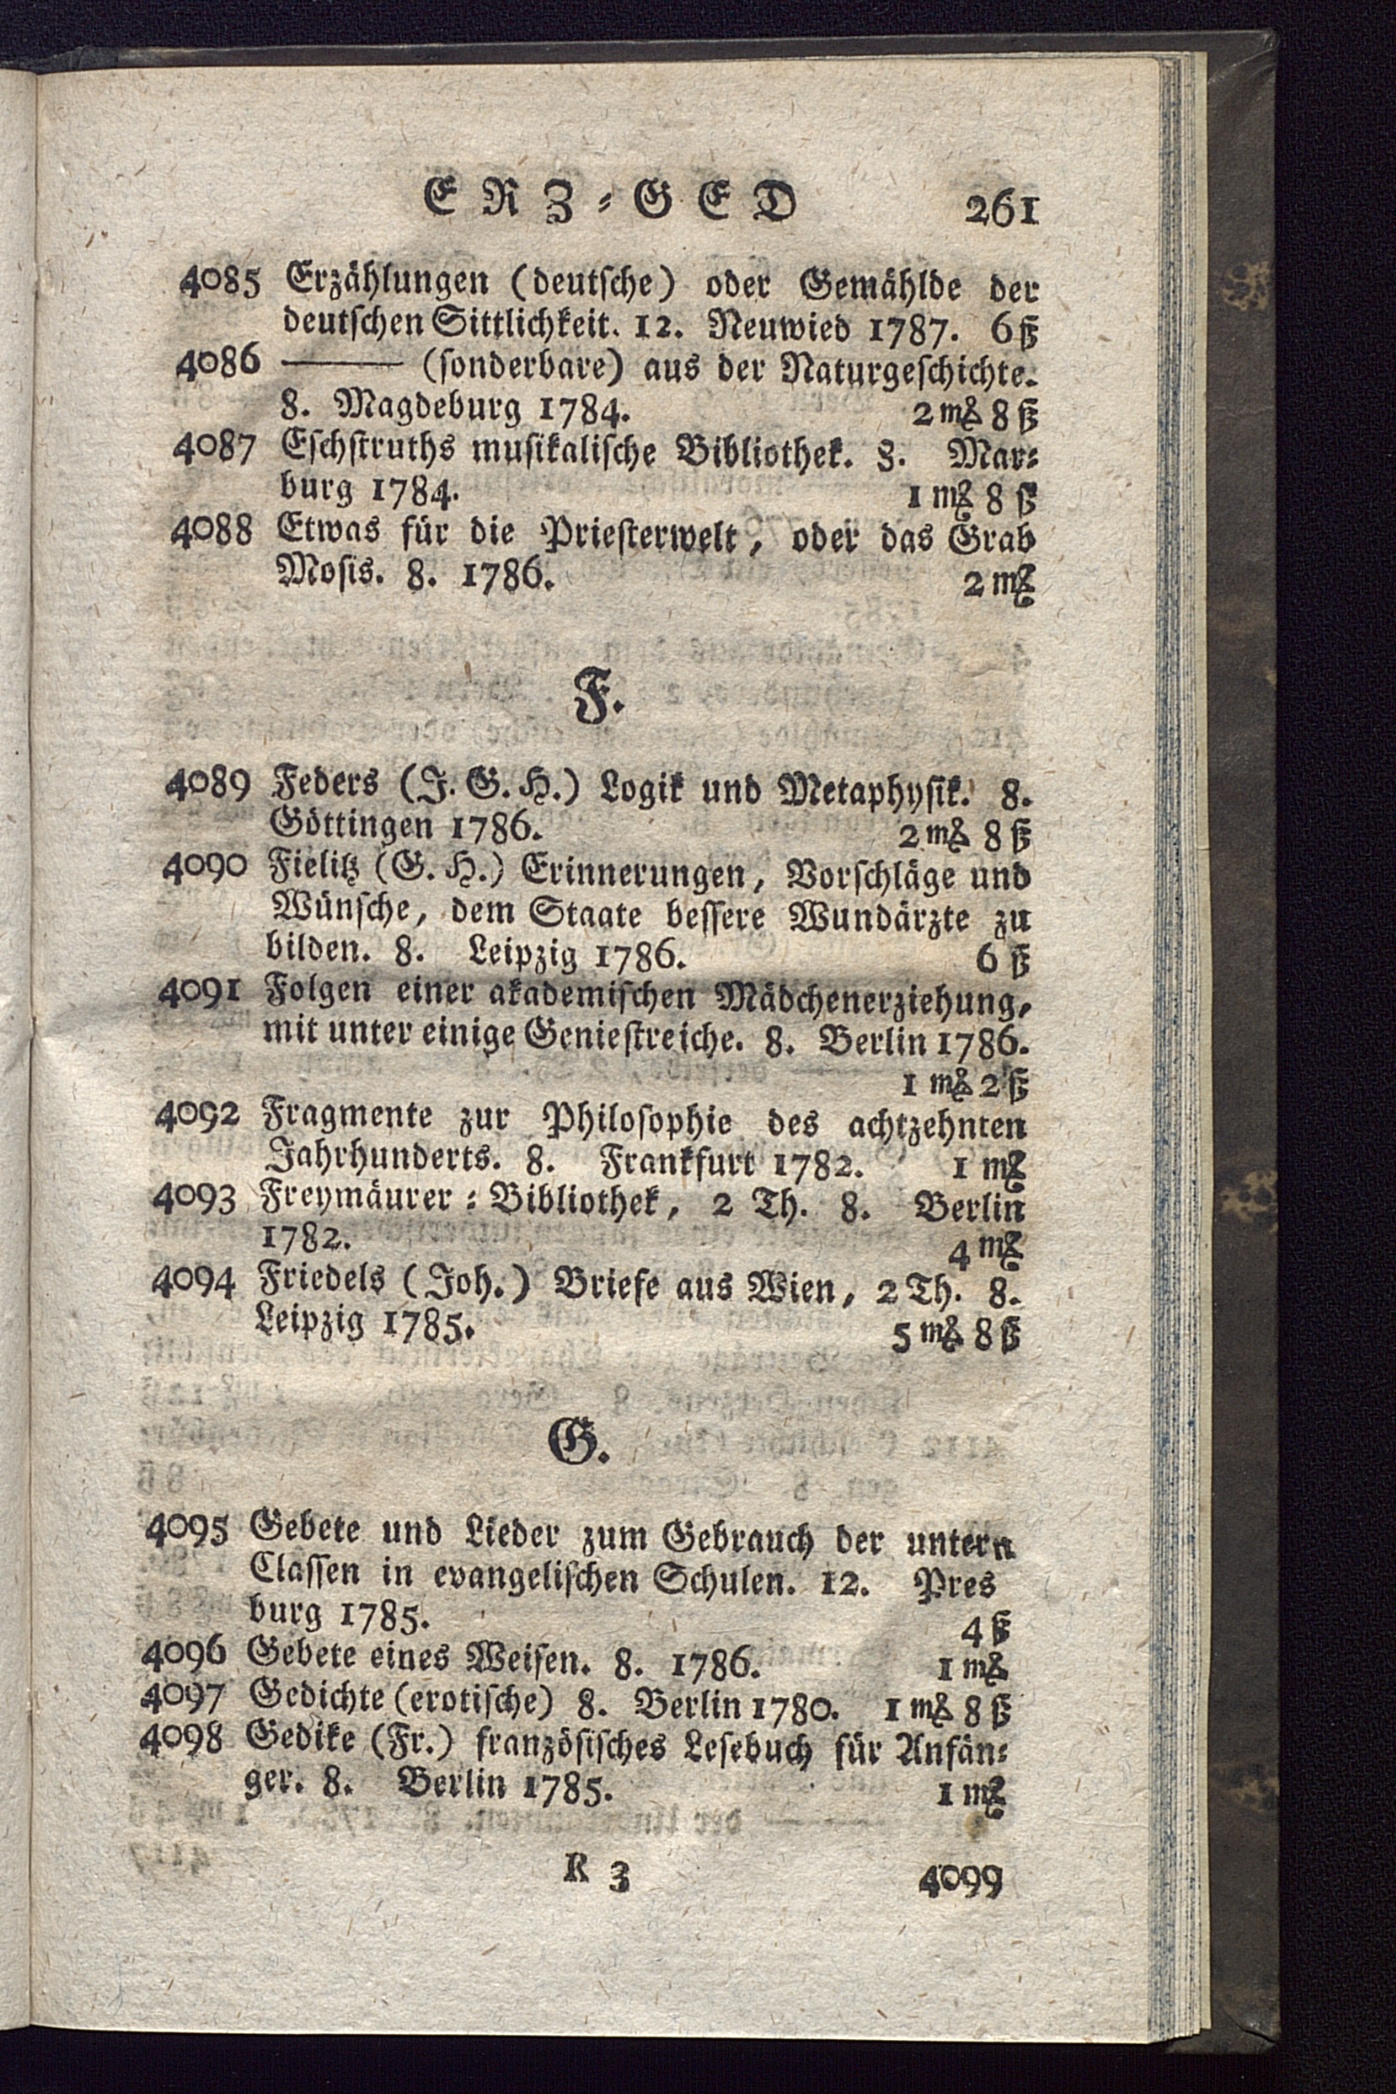 ERZ-GED 261
4085 Erzählungen (deutsche) oder Gemählde der
deutschen Sittlichkeit. 12. Neuwied 1787. 6 ß
4086 ——— (sonderbare) aus der Naturgeschichte.
8. Magdeburg 1784. 2 m℔ 8 ß
4087 Eschstruths musikalische Bibliothek. 8. Mar-
burg 1784. 1 m℔ 8 ß
4088 Etwas für die Priesterwelt, oder das Grab
Mosis. 8. 1786. 2 m℔
F.
4089 Feders (J. G. H.) Logik und Metaphysik. 8.
Göttingen 1786. 2 m℔ 8 ß
4090 Fielitz (G. H.) Erinnerungen, Vorschläge und
Wünsche, dem Staate bessere Wundärzte zu
bilden. 8. Leipzig 1786. 6 ß
4091 Folgen einer akademischen Mädchenerziehung,
mit unter einige Geniestreiche. 8. Berlin 1786.
1 m℔ 2 ß
4092 Fragmente zur Philosophie des achtzehnten
Jahrhunderts. 8. Frankfurt 1782. 1 m℔
4093 Freymäurer-Bibliothek, 2 Th. 8. Berlin
1782. 4 m℔
4094 Friedels (Joh.) Briefe aus Wien, 2 Th. 8.
Leipzig 1785. 5 m℔ 8 ß
G.
4095 Gebete und Lieder zum Gebrauch der untern
Classen in evangelischen Schulen. 12. Pres
burg 1785. 4 ß
4096 Gebete eines Weisen. 8. 1786. 1 m℔
4097 Gedichte (erotische) 8. Berlin 1780. 1 m℔ 8 ß
4098 Gedike (Fr.) französisches Lesebuch für Anfän-
ger. 8. Berlin 1785. 1 m℔
R 3 4099